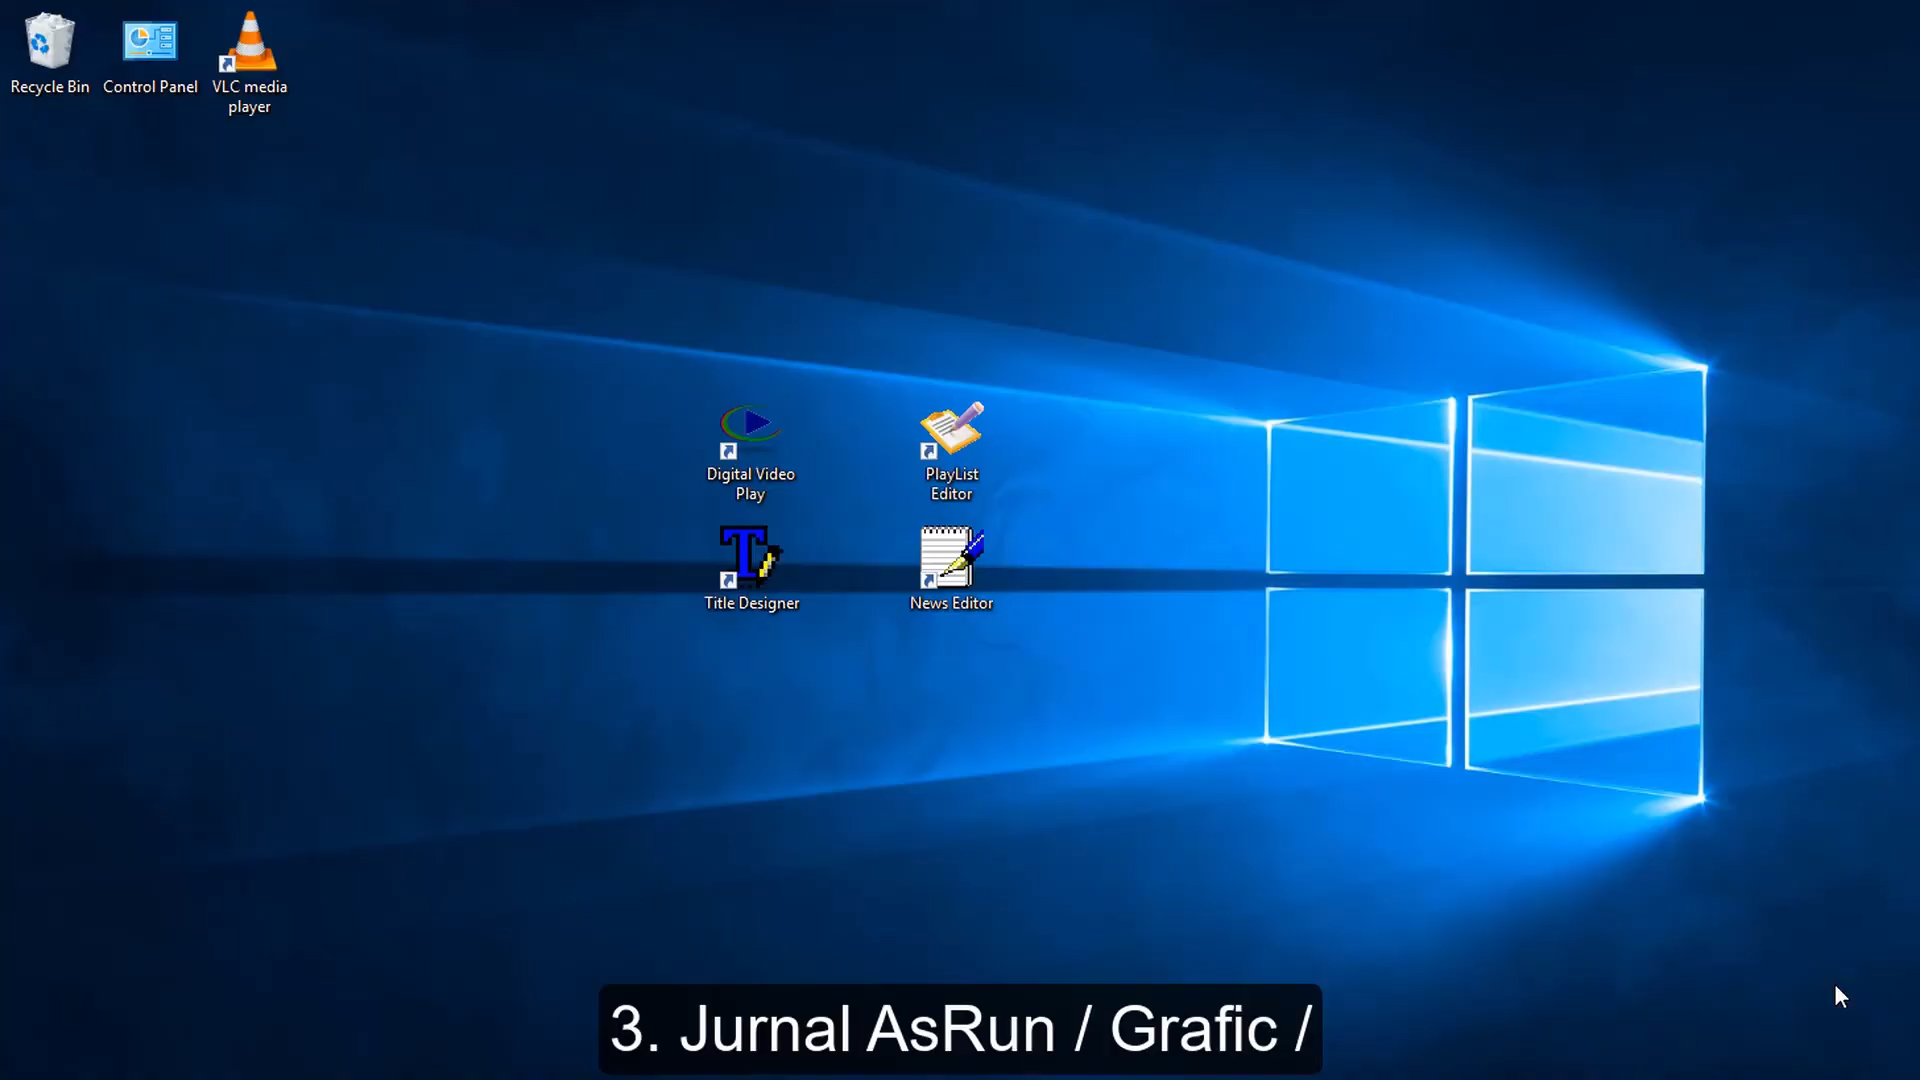 Recycle Bin
Control Panel
VLC media
player
Digital Video
Play
PlayList
Editor
Title Designer
News Editor
3. Jurnal AsRun / Grafic /